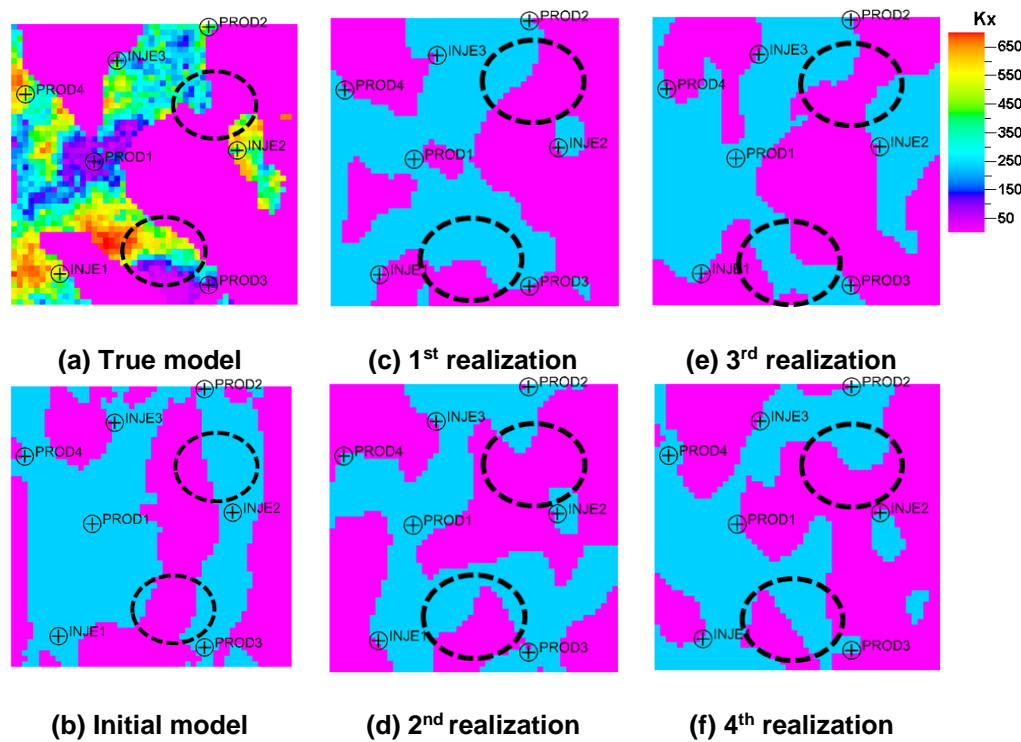 PROD2
INJE3
PROD4
INJE2
PROD1
INJE1
PROD3
(a) True model
PROD2
INJE3
PROD4
INJE2
PROD1
INJE1
PROD3
(c) 1st realization
PROD2
INJE3
PROD4
INJE2
PROD1
INJE1
PROD3
(e) 3rd realization
Kx
650
550
450
350
250
150
50
PROD2
INJE3
PROD4
INJE2
PROD1
INJE1
PROD3
(b) Initial model
PROD2
INJE3
PROD4
INJE2
PROD1
INJE1
PROD3
(d) 2nd realization
PROD2
INJE3
PROD4
INJE2
PROD1
INJE
PROD3
(f) 4th realization